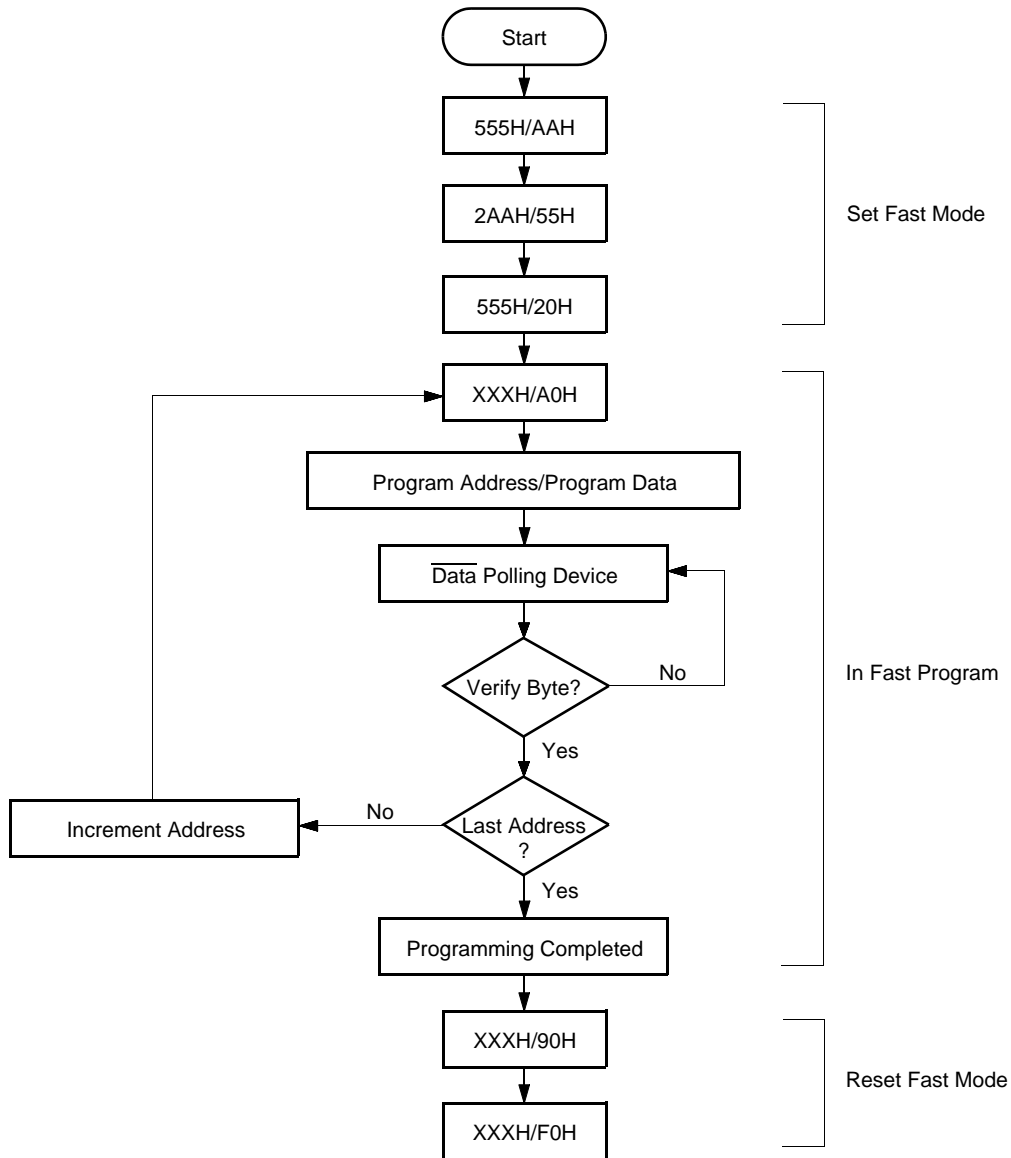 Start
555H/AAH
2AAH/55H
Set Fast Mode
555H/20H
XXXH/A0H
Program Address/Program Data
Data Polling Device
In Fast Program
Verify Byte?
No
Yes
Last Address
?
No
Increment Address
Yes
Programming Completed
XXXH/90H
Reset Fast Mode
XXXH/F0H